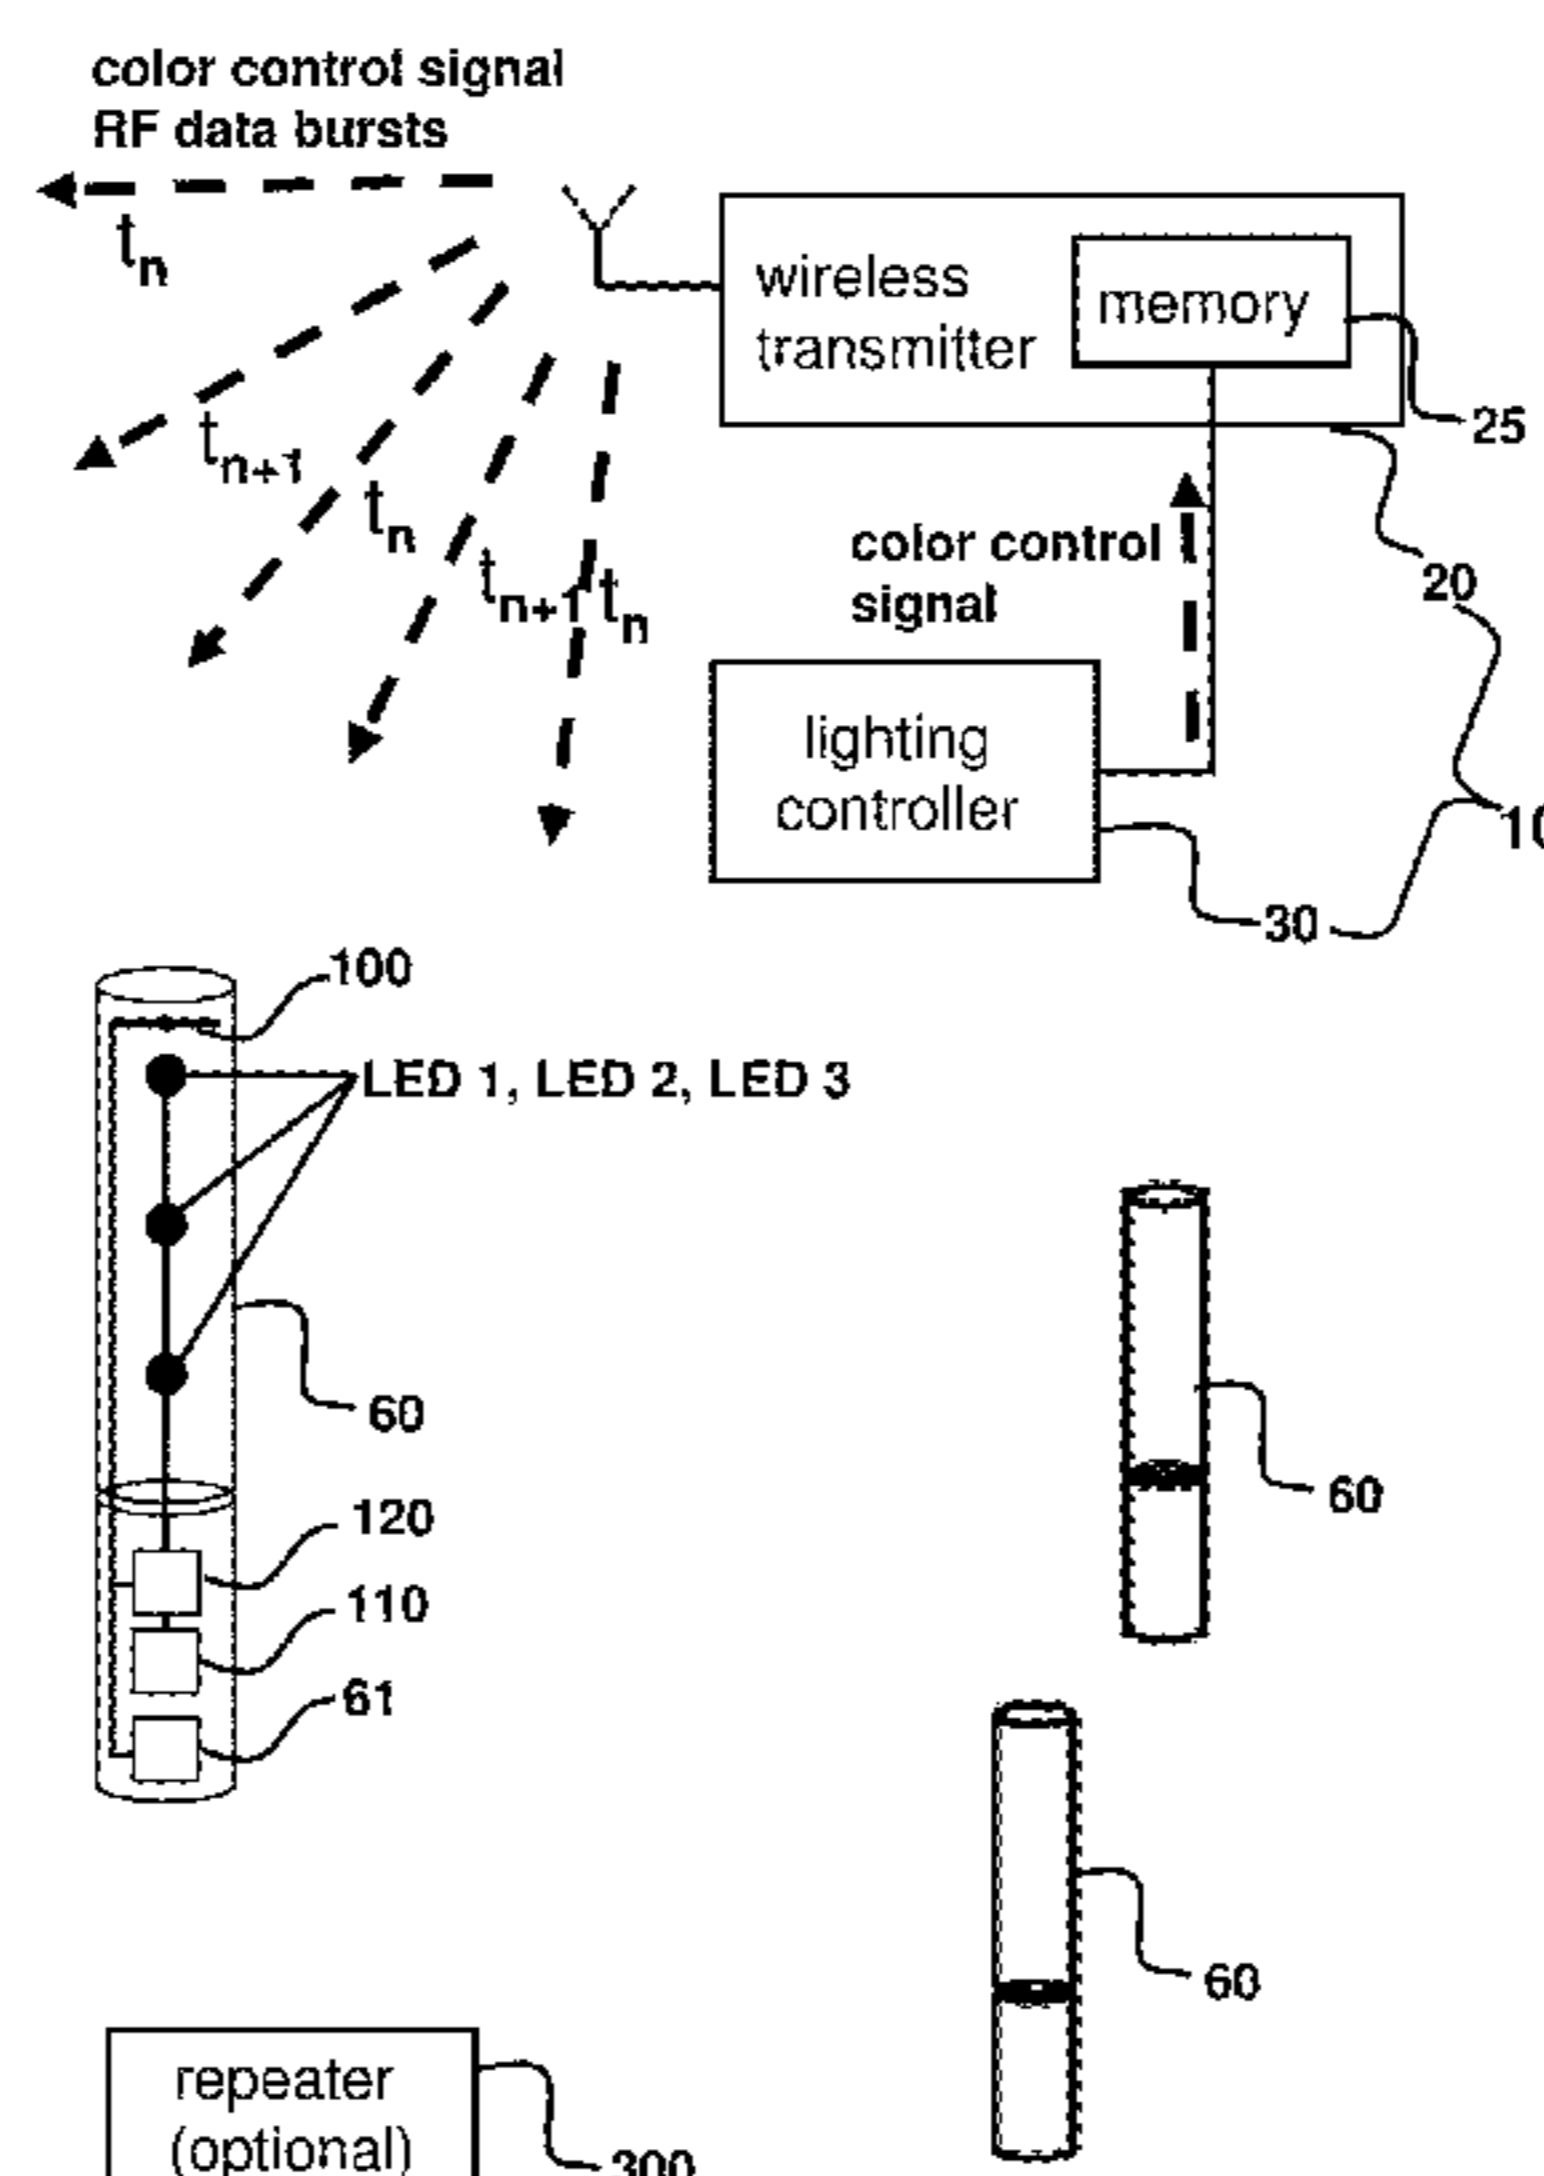 color control signal
RF data bursts
tn
tn+1
tn
tn+1
tn
wireless
transmitter
memory
25
20
color control
signal
lighting
controller
10
30
100
LED 1, LED 2, LED 3
60
120
110
61
60
60
repeater
(optional)
300